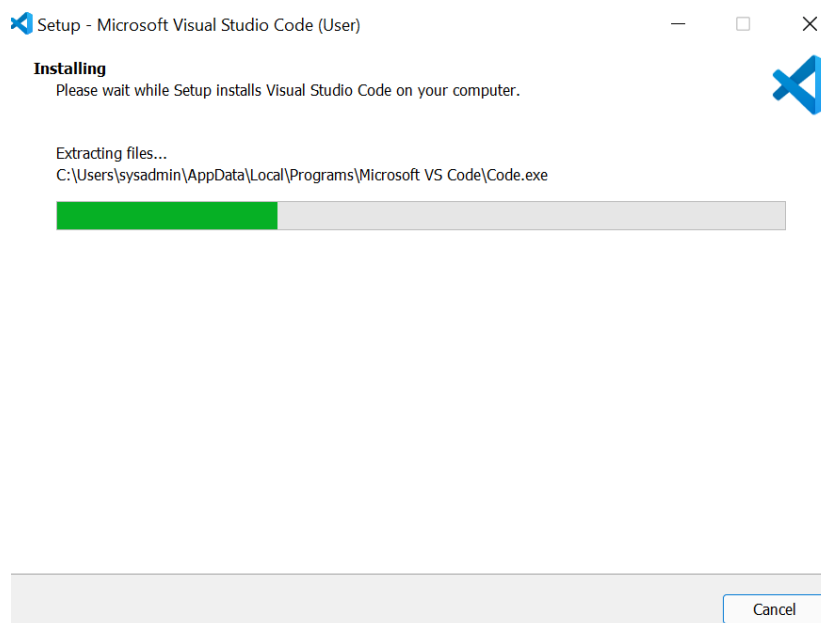 Setup - Microsoft Visual Studio Code (User)
Installing
Please wait while Setup installs Visual Studio Code on your computer.
Extracting files...
C:\Users\sysadmin\AppData\Local\Programs\Microsoft VS Code\Code.exe
Cancel